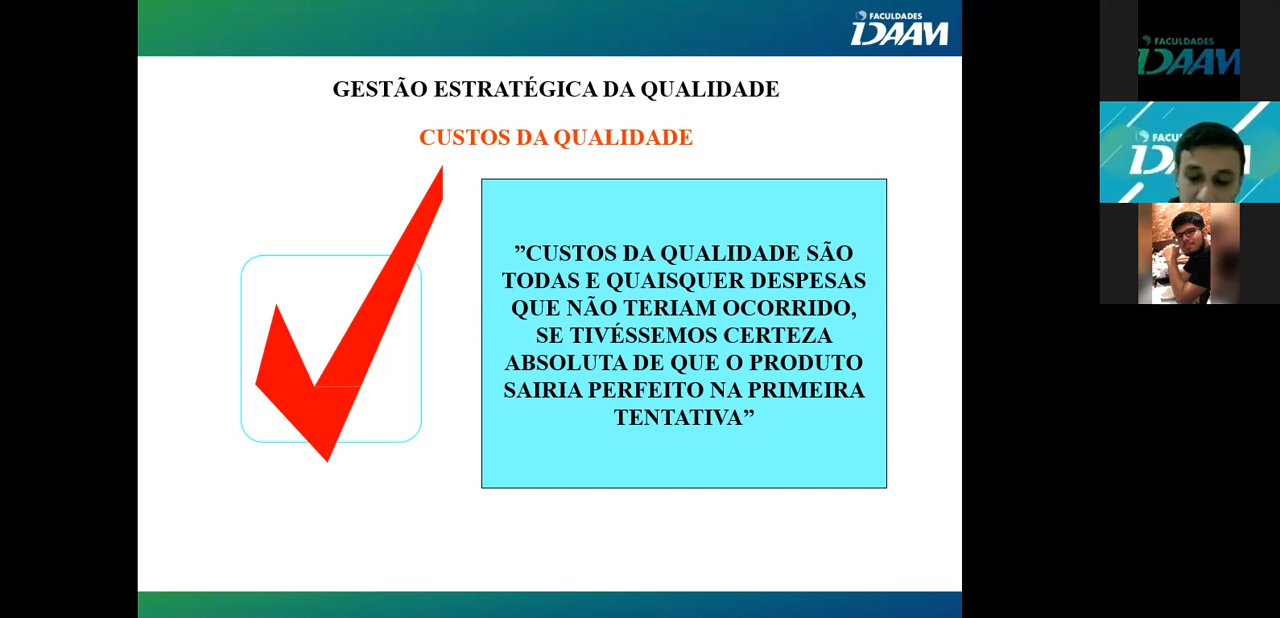 FACULDADES
IDAAM
GESTÃO ESTRATÉGICA DA QUALIDADE
CUSTOS DA QUALIDADE
”CUSTOS DA QUALIDADE SÃO
TODAS E QUAISQUER DESPESAS
QUE NÃO TERIAM OCORRIDO,
SE TIVÉSSEMOS CERTEZA
ABSOLUTA DE QUE O PRODUTO
SAIRIA PERFEITO NA PRIMEIRA
TENTATIVA”
FACULDADES
IDAAM